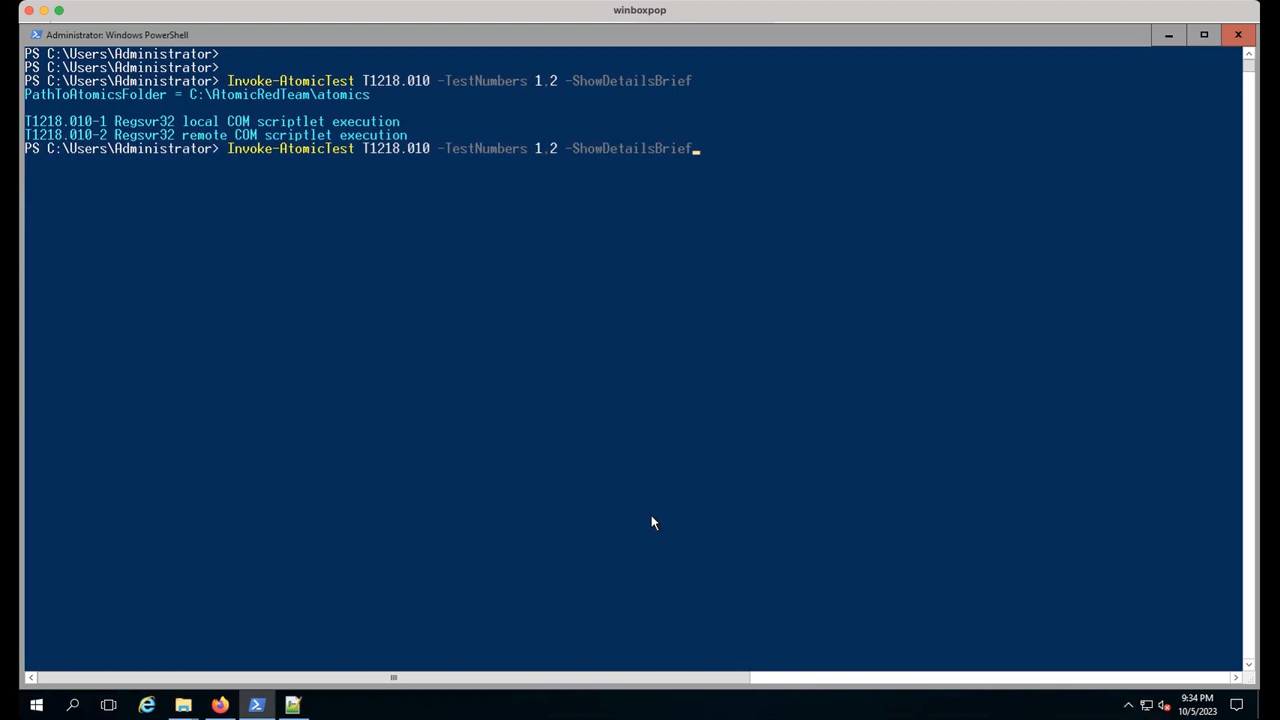 winboxpop
Administrator: Windows PowerShell
PS C:\Users\Administrator>
PS C:\Users\Administrator>
PS C:\Users\Administrator> Invoke-AtomicTest T1218.010 -TestNumbers 1,2 -ShowDetailsBrief
PathToAtomicsFolder = C:\AtomicRedTeam\atomics
T1218.010-1 Regsvr32 local COM scriptlet execution
T1218.010-2 Regsvr32 remote COM scriptlet execution
PS C:\Users\Administrator> Invoke-AtomicTest T1218.010 -TestNumbers 1,2 -ShowDetailsBrief
9:34 PM
10/5/2023